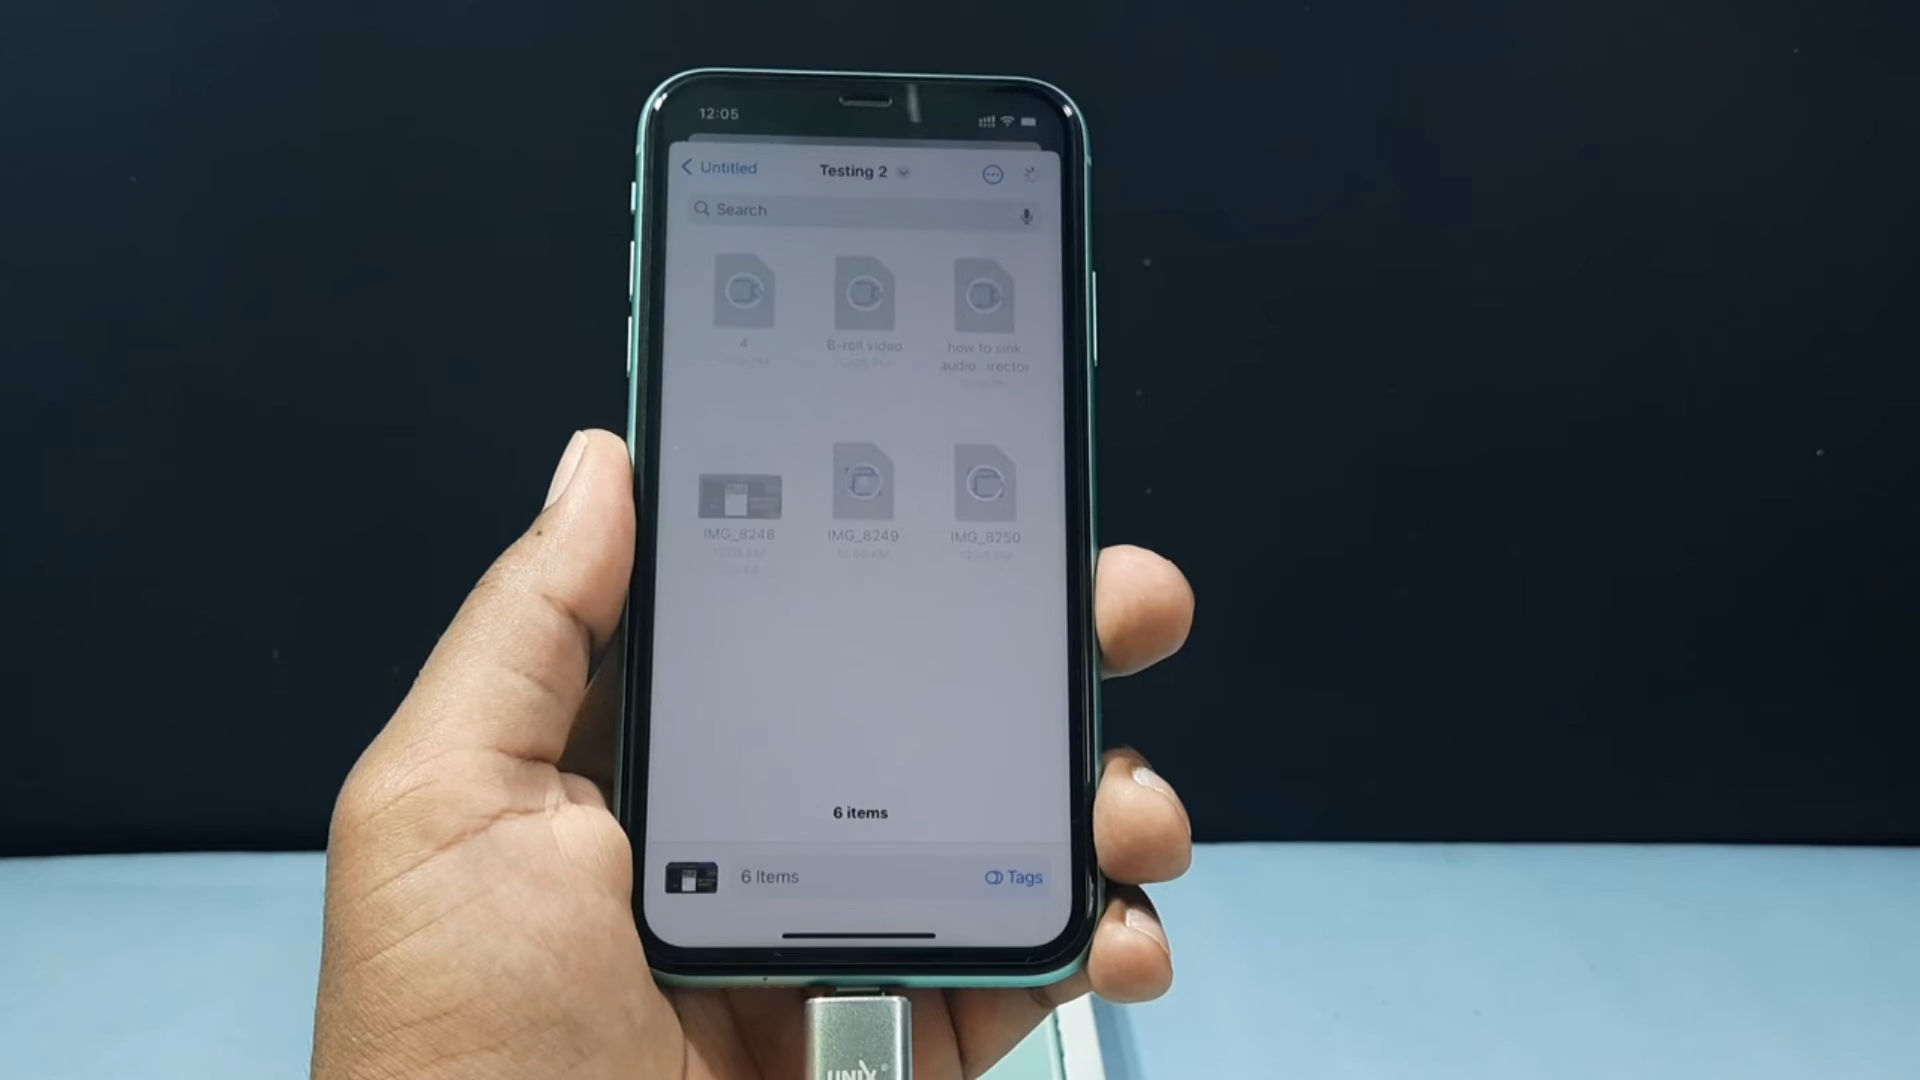 12:05
Untitled
Testing 2
Search
4
B-roll video
how to sink
audio...irector
IMG_8248
IMG_8249
IMG_8250
6 items
6 Items
Tags
UNIX